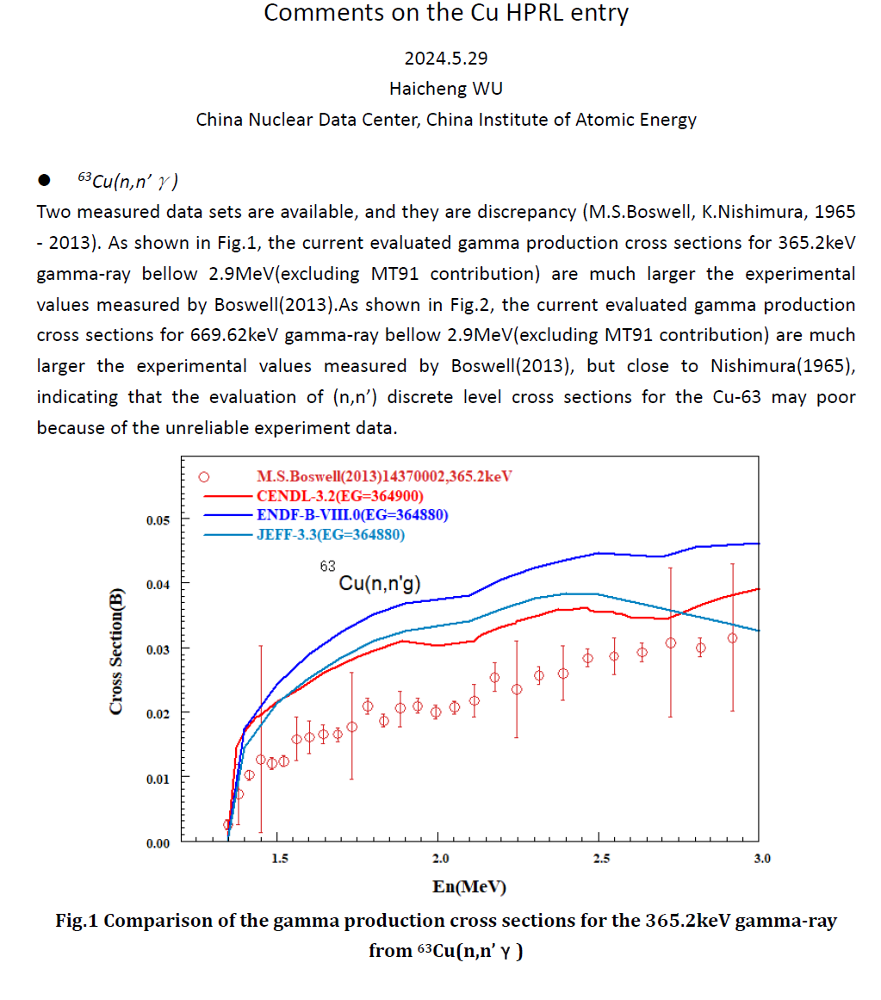 Comments on the Cu HPRL entry
2024.5.29
Haicheng WU
China Nuclear Data Center, China Institute of Atomic Energy
● ⁶³Cu(n,n’ γ)
Two measured data sets are available, and they are discrepancy (M.S.Boswell, K.Nishimura, 1965
- 2013). As shown in Fig.1, the current evaluated gamma production cross sections for 365.2keV
gamma-ray bellow 2.9MeV(excluding MT91 contribution) are much larger the experimental
values measured by Boswell(2013).As shown in Fig.2, the current evaluated gamma production
cross sections for 669.62keV gamma-ray bellow 2.9MeV(excluding MT91 contribution) are much
larger the experimental values measured by Boswell(2013), but close to Nishimura(1965),
indicating that the evaluation of (n,n’) discrete level cross sections for the Cu-63 may poor
because of the unreliable experiment data.
M.S.Boswell(2013)14370002,365.2keV
CENDL-3.2(EG=364900)
ENDF-B-VIII.0(EG=364880)
JEFF-3.3(EG=364880)
63
Cu(n,n'g)
Cross Section(B)
0.05
0.04
0.03
0.02
0.01
0.00
1.5 2.0 2.5 3.0
En(MeV)
Fig.1 Comparison of the gamma production cross sections for the 365.2keV gamma-ray
from ⁶³Cu(n,n’ γ )